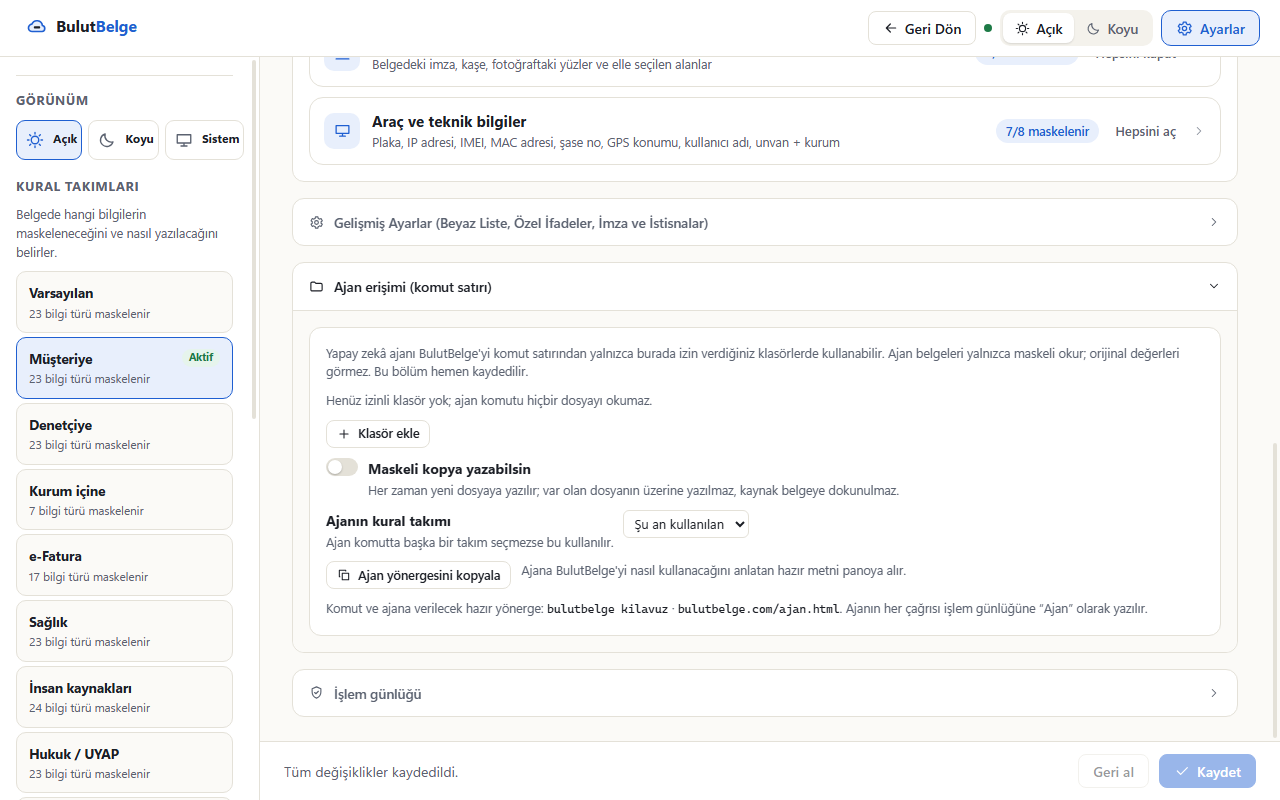 BulutBelge
Geri Dön
Açık
Koyu
Ayarlar
GÖRÜNÜM
Açık
Koyu
Sistem
KURAL TAKIMLARI
Belgede hangi bilgilerin
maskeleneceğini ve nasıl yazılacağını
belirler.
Varsayılan
23 bilgi türü maskelenir
Müşteriye
Aktif
23 bilgi türü maskelenir
Denetçiye
23 bilgi türü maskelenir
Kurum içine
7 bilgi türü maskelenir
e-Fatura
17 bilgi türü maskelenir
Sağlık
23 bilgi türü maskelenir
İnsan kaynakları
24 bilgi türü maskelenir
Hukuk / UYAP
23 bilgi türü maskelenir
Belgedeki imza, kaşe, fotoğraftaki yüzler ve elle seçilen alanlar
Araç ve teknik bilgiler
Plaka, IP adresi, IMEI, MAC adresi, şase no, GPS konumu, kullanıcı adı, unvan + kurum
7/8 maskelenir
Hepsini aç
Gelişmiş Ayarlar (Beyaz Liste, Özel İfadeler, İmza ve İstisnalar)
Ajan erişimi (komut satırı)
Yapay zekâ ajanı BulutBelge'yi komut satırından yalnızca burada izin verdiğiniz klasörlerde kullanabilir. Ajan belgeleri yalnızca maskeli okur; orijinal değerleri
görmez. Bu bölüm hemen kaydedilir.
Henüz izinli klasör yok; ajan komutu hiçbir dosyayı okumaz.
Klasör ekle
Maskeli kopya yazabilsin
Her zaman yeni dosyaya yazılır; var olan dosyanın üzerine yazılmaz, kaynak belgeye dokunulmaz.
Ajanın kural takımı
Şu an kullanılan
Ajan komutta başka bir takım seçmezse bu kullanılır.
Ajan yönergesini kopyala
Ajana BulutBelge'yi nasıl kullanacağını anlatan hazır metni panoya alır.
Komut ve ajana verilecek hazır yönerge: bulutbelge kilavuz · bulutbelge.com/ajan.html. Ajanın her çağrısı işlem günlüğüne “Ajan” olarak yazılır.
İşlem günlüğü
Tüm değişiklikler kaydedildi.
Geri al
Kaydet